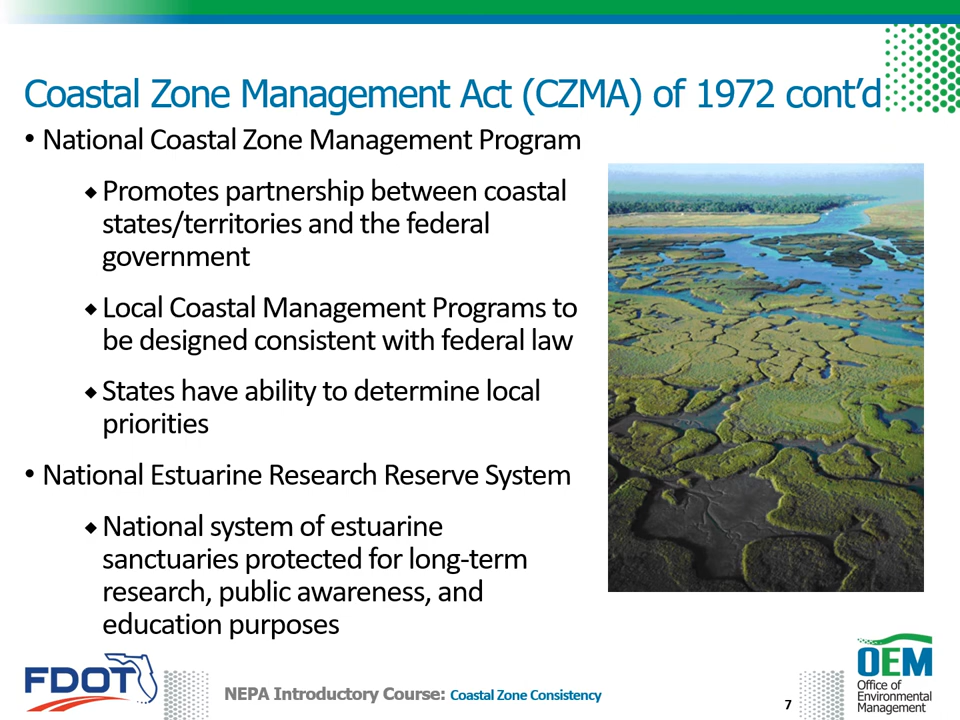 Coastal Zone Management Act (CZMA) of 1972 cont’d
• National Coastal Zone Management Program
◆ Promotes partnership between coastal
states/territories and the federal
government
◆ Local Coastal Management Programs to
be designed consistent with federal law
◆ States have ability to determine local
priorities
• National Estuarine Research Reserve System
◆ National system of estuarine
sanctuaries protected for long-term
research, public awareness, and
education purposes
FDOT
NEPA Introductory Course: Coastal Zone Consistency
7
OEM
Office of
Environmental
Management